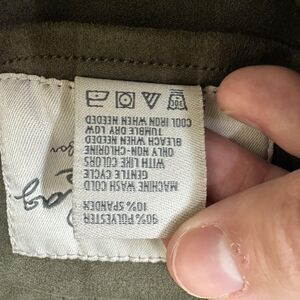 90% POLYESTER
10% SPANDEX
MACHINE WASH COLD
GENTLE CYCLE
WITH LIKE COLORS
ONLY NON-CHLORINE
BLEACH WHEN NEEDED
TUMBLE DRY LOW
COOL IRON WHEN NEEDED